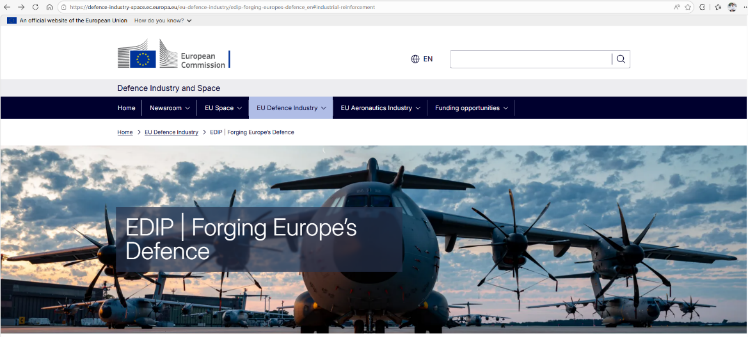 https://defence-industry-space.ec.europa.eu/eu-defence-industry/edip-forging-europes-defence_en#industrial-reinforcement
An official website of the European Union How do you know?
European
Commission
EN
Defence Industry and Space
Home Newsroom EU Space EU Defence Industry EU Aeronautics Industry Funding opportunities
Home > EU Defence Industry > EDIP | Forging Europe's Defence
EDIP | Forging Europe's
Defence